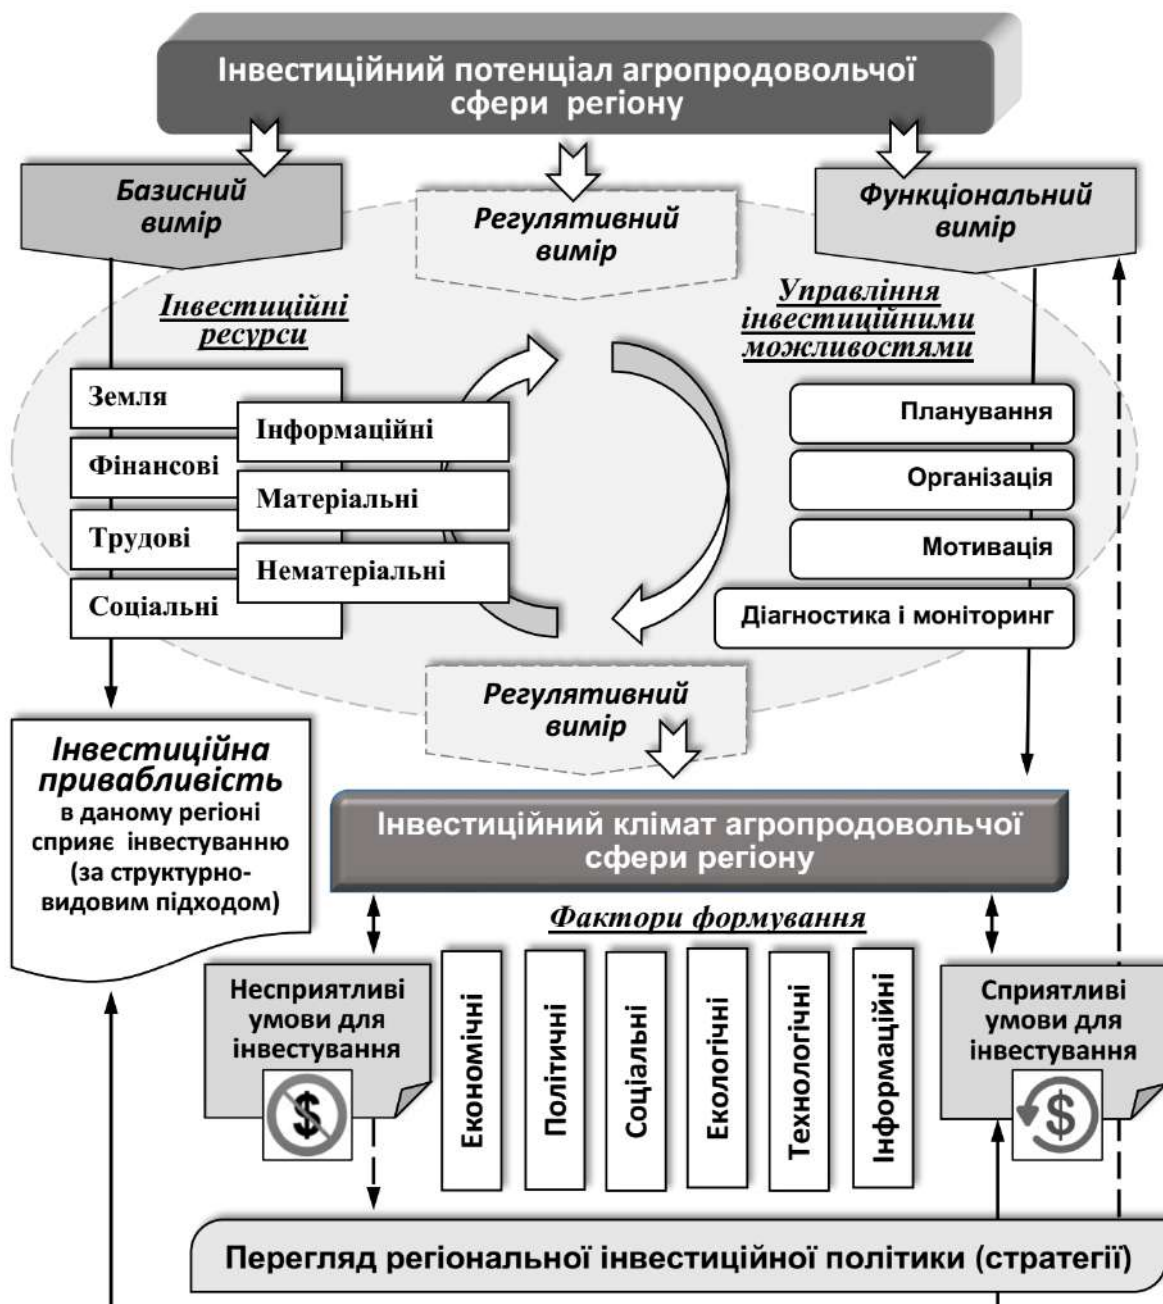 Інвестиційний потенціал агропродовольчої
сфери регіону
Базисний
вимір
Регулятивний
вимір
Функціональний
вимір
Інвестиційні
ресурси
Управління
інвестиційними
можливостями
Земля
Інформаційні
Фінансові
Матеріальні
Трудові
Нематеріальні
Соціальні
Планування
Організація
Мотивація
Діагностика і моніторинг
Регулятивний
вимір
Інвестиційна
привабливість
в даному регіоні
сприяє інвестуванню
(за структурно-
видовим підходом)
Інвестиційний клімат агропродовольчої
сфери регіону
Фактори формування
Несприятливі
умови для
інвестування
$
Економічні
Політичні
Соціальні
Екологічні
Технологічні
Інформаційні
Сприятливі
умови для
інвестування
$
Перегляд регіональної інвестиційної політики (стратегії)